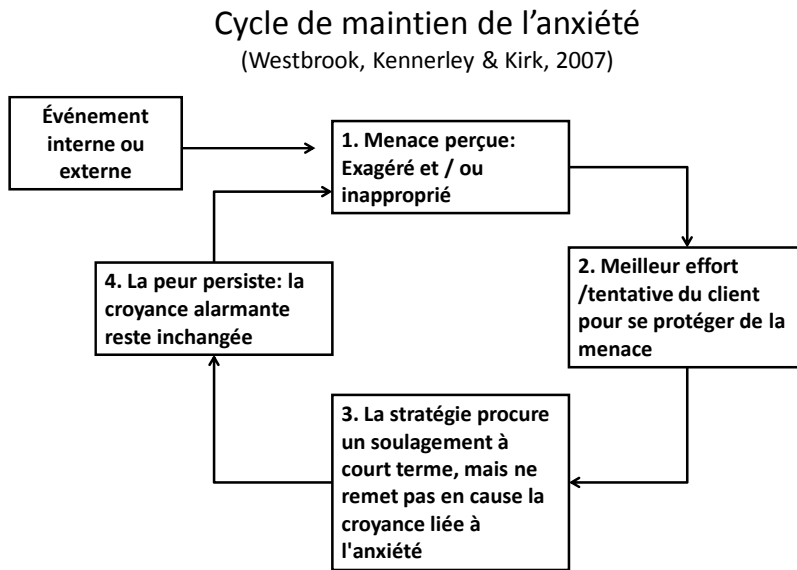 Cycle de maintien de l’anxiété
(Westbrook, Kennerley & Kirk, 2007)
Événement
interne ou
externe
1. Menace perçue:
Exagéré et / ou
inapproprié
2. Meilleur effort
/tentative du client
pour se protéger de la
menace
3. La stratégie procure
un soulagement à
court terme, mais ne
remet pas en cause la
croyance liée à
l'anxiété
4. La peur persiste: la
croyance alarmante
reste inchangée